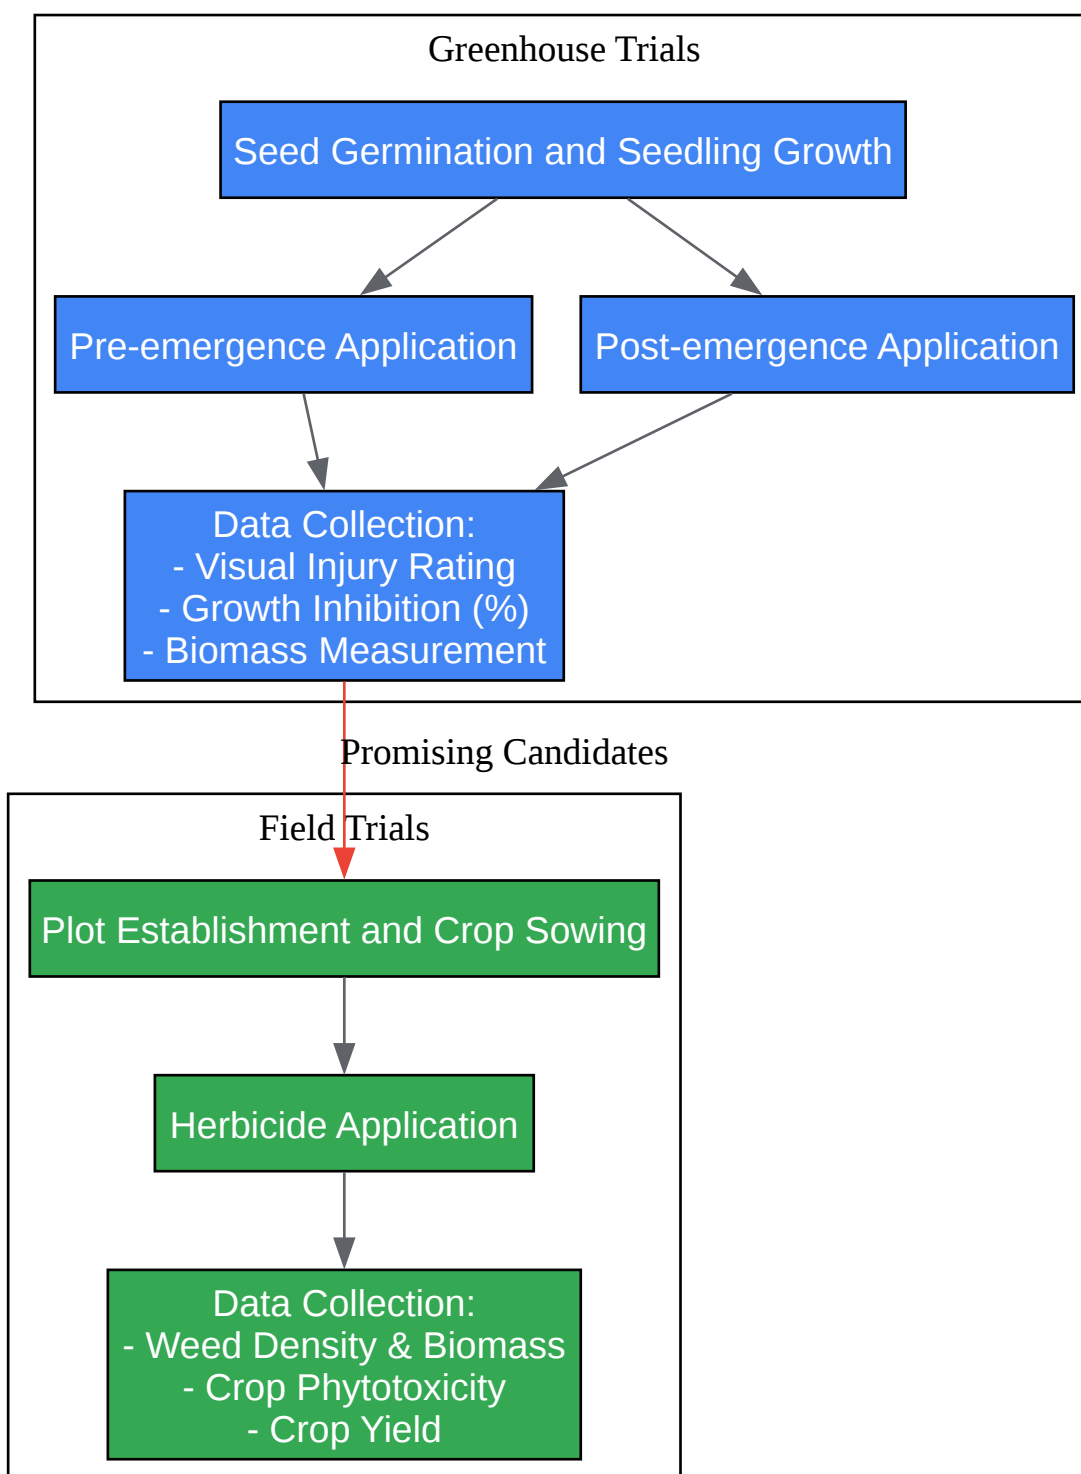 Greenhouse Trials
Seed Germination and Seedling Growth
Pre-emergence Application
Post-emergence Application
Data Collection:
- Visual Injury Rating
- Growth Inhibition (%)
- Biomass Measurement
Promising Candidates
Field Trials
Plot Establishment and Crop Sowing
Herbicide Application
Data Collection:
- Weed Density & Biomass
- Crop Phytotoxicity
- Crop Yield